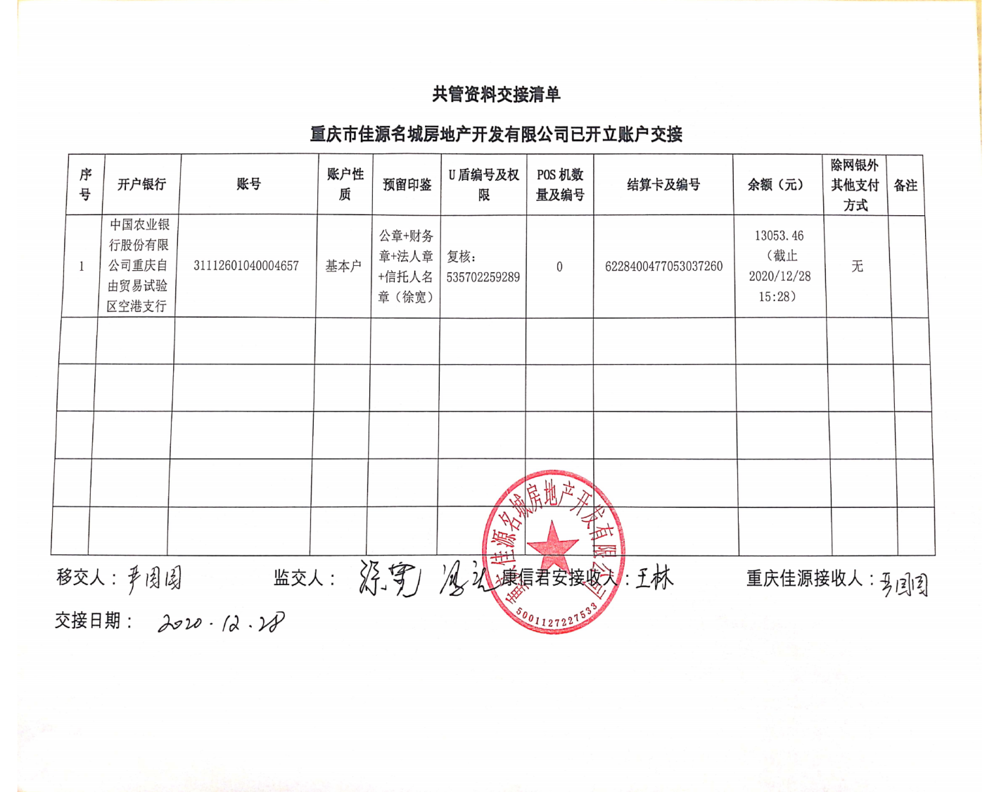 共管资料交接清单
重庆市佳源名城房地产开发有限公司已开立账户交接
序号 开户银行 账号 账户性质 预留印鉴 U盾编号及权限 POS机数量及编号 结算卡及编号 余额（元） 除网银外其他支付方式 备注
1 中国农业银行股份有限公司重庆自由贸易试验区空港支行 31112601040004657 基本户 公章+财务章+法人章+信托人名章（徐宽） 复核：535702259289 0 6228400477053037260 13053.46（截止2020/12/28 15:28） 无
移交人： 监交人：徐宽 康信君安接收人：王林 重庆佳源接收人：
交接日期： 2020.12.28
重庆市佳源名城房地产开发有限公司
5001127227533